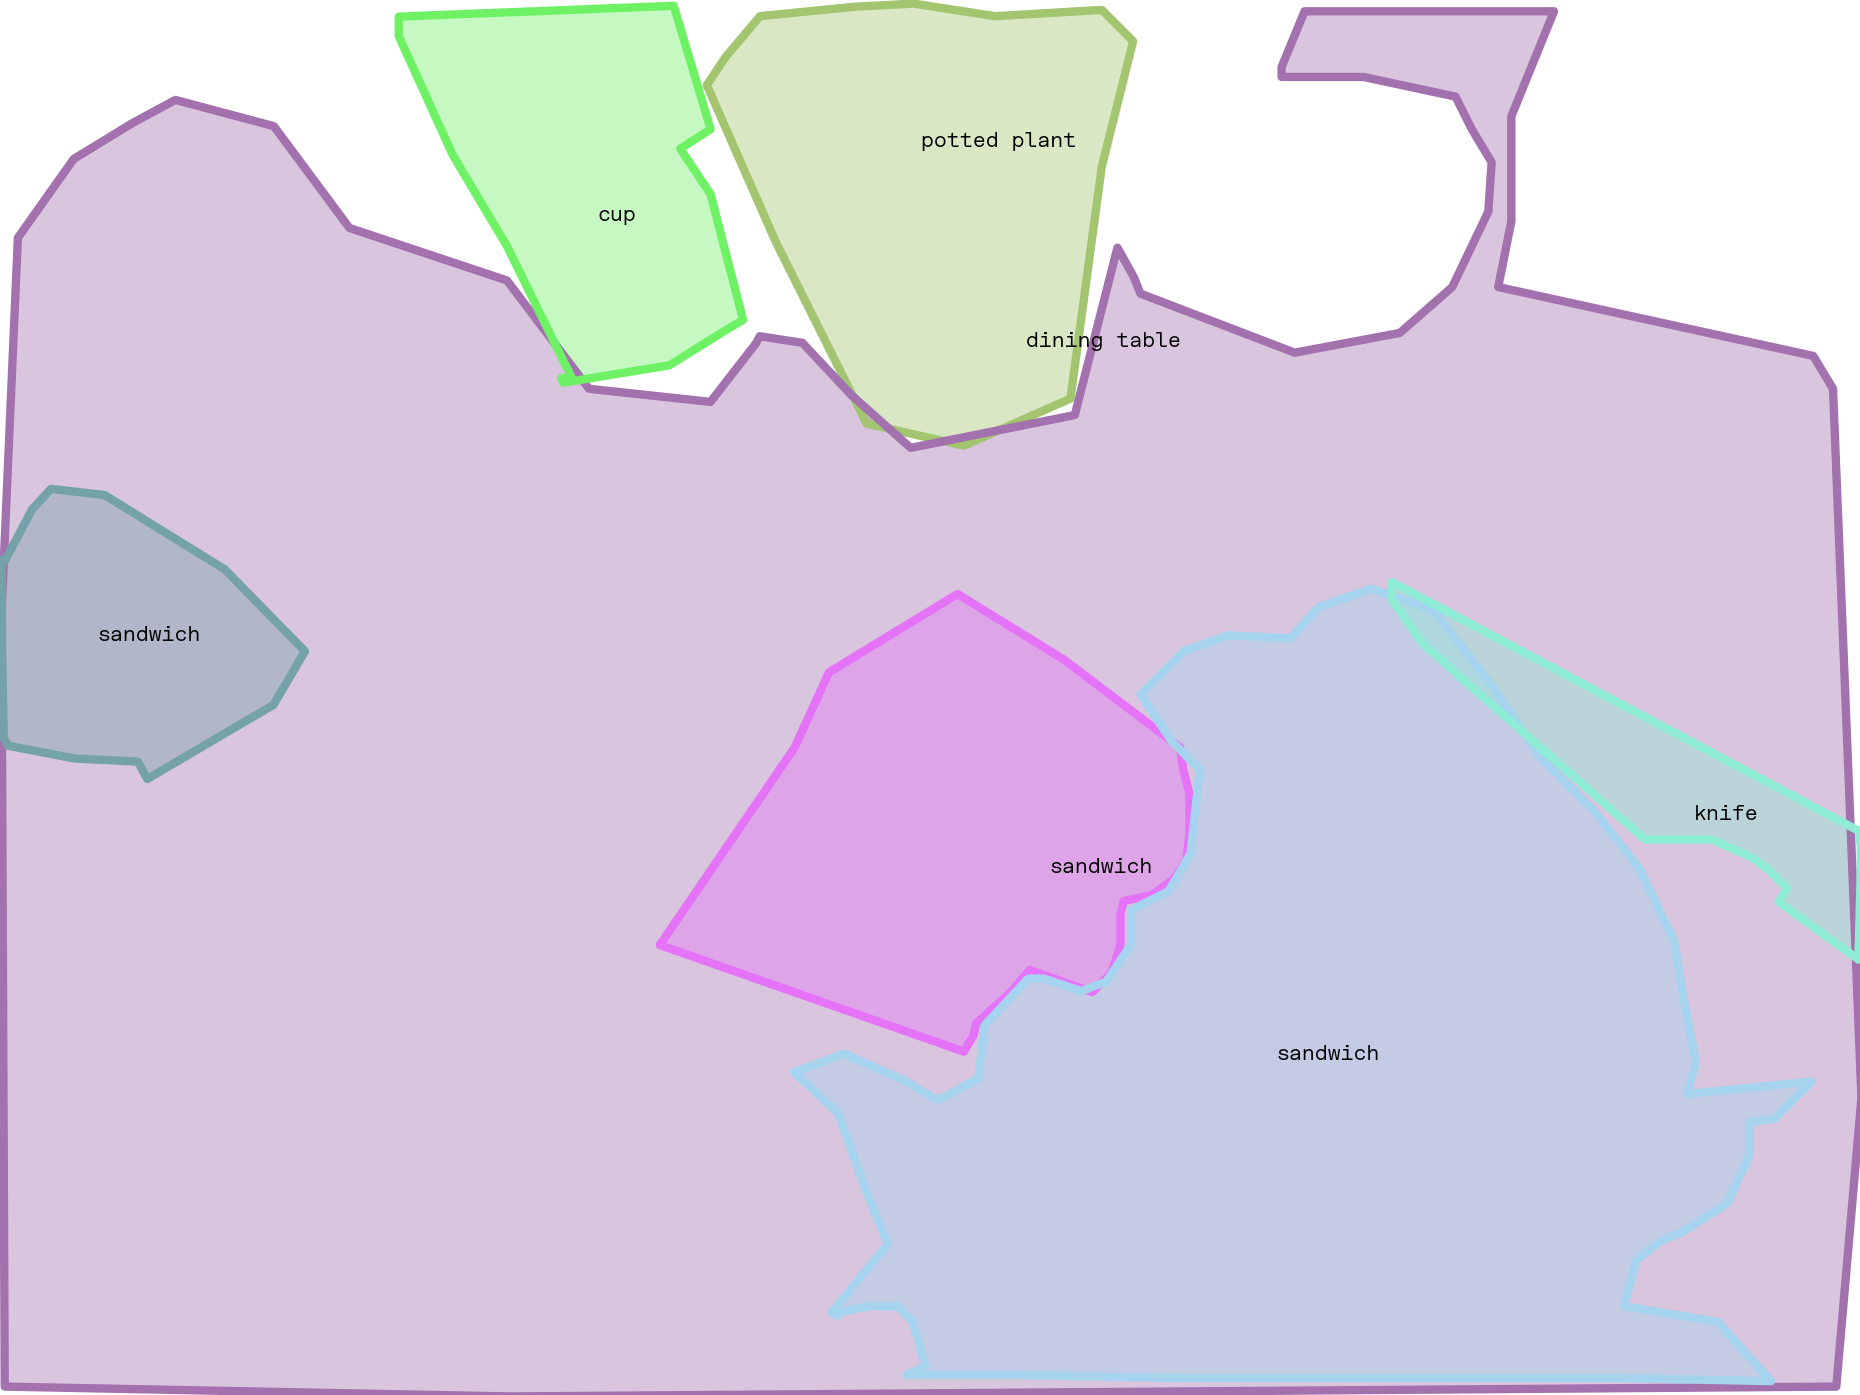 potted plant
cup
dining table
sandwich
knife
sandwich
sandwich